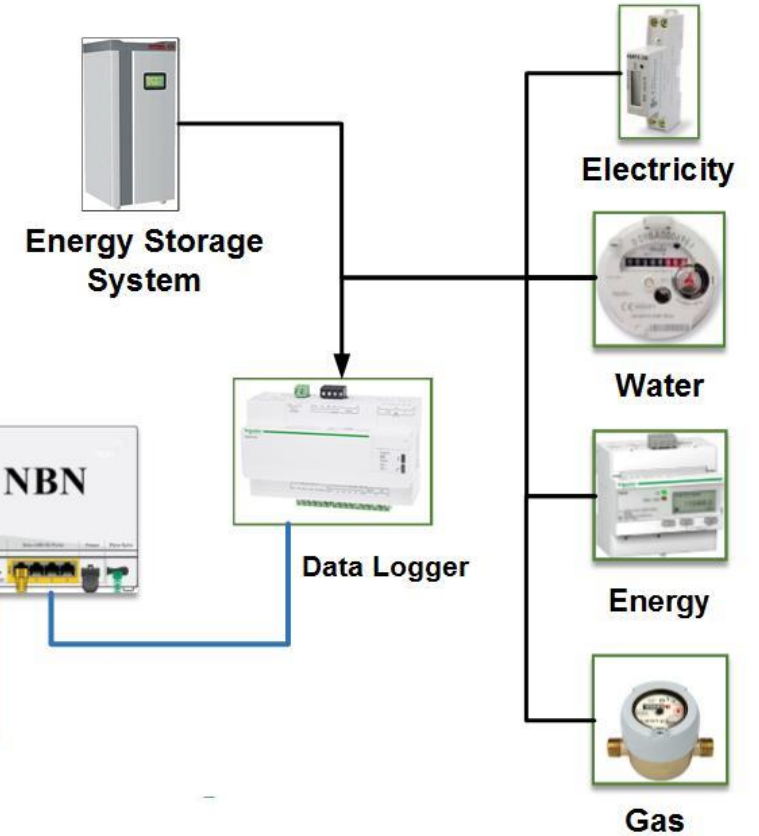 Electricity
Energy Storage
System
Water
NBN
Data Logger
Energy
Gas